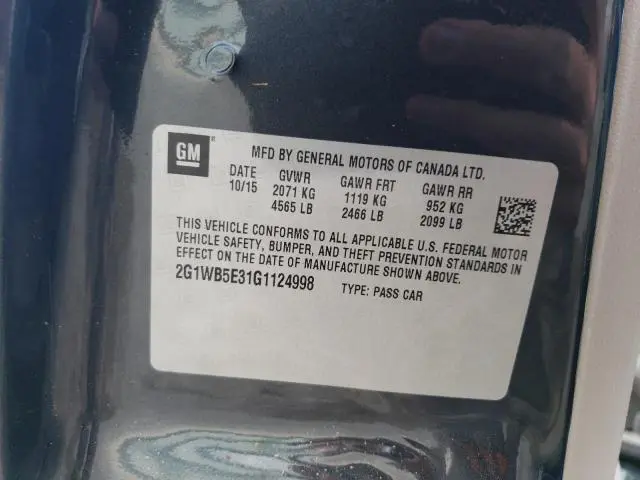 GM ®
MFD BY GENERAL MOTORS OF CANADA LTD.
DATE GVWR GAWR FRT GAWR RR
10/15 2071 KG 1119 KG 952 KG
4565 LB 2466 LB 2099 LB
THIS VEHICLE CONFORMS TO ALL APPLICABLE U.S. FEDERAL MOTOR
VEHICLE SAFETY, BUMPER, AND THEFT PREVENTION STANDARDS IN
EFFECT ON THE DATE OF MANUFACTURE SHOWN ABOVE.
2G1WB5E31G1124998 TYPE: PASS CAR